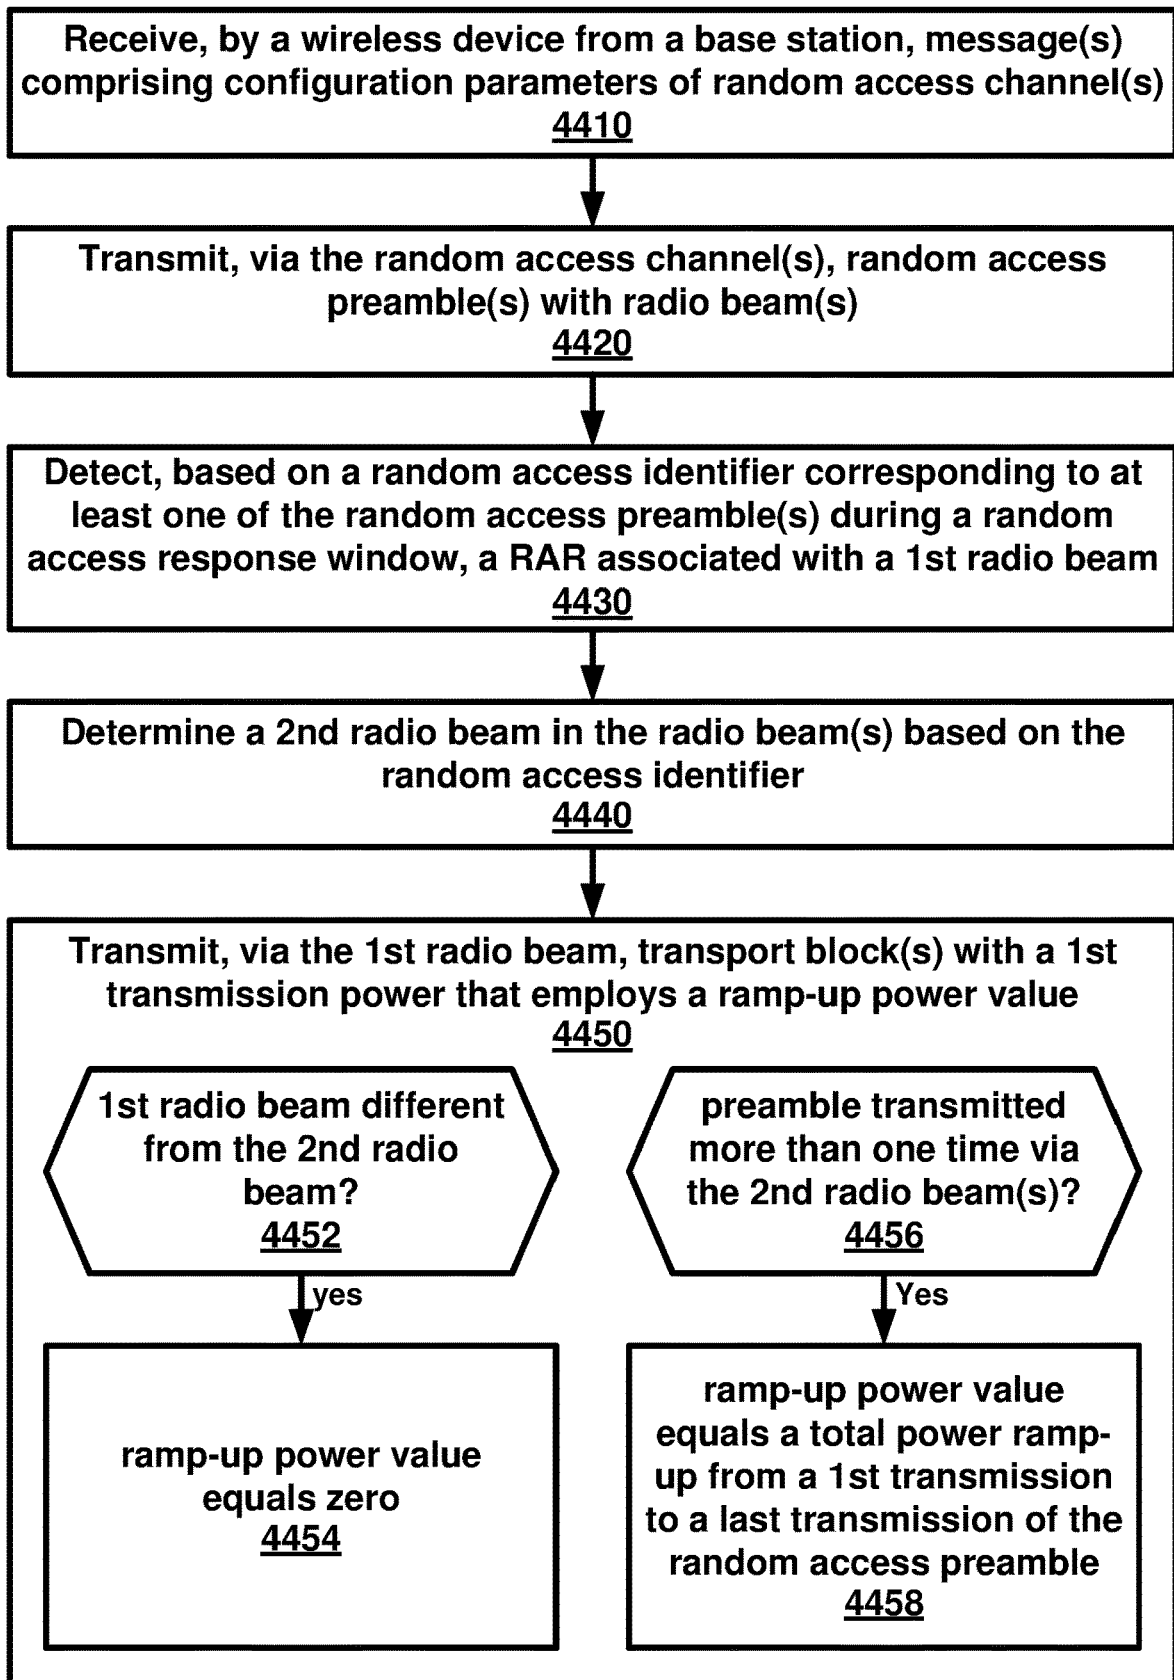 Receive, by a wireless device from a base station, message(s)
comprising configuration parameters of random access channel(s)
4410
Transmit, via the random access channel(s), random access
preamble(s) with radio beam(s)
4420
Detect, based on a random access identifier corresponding to at
least one of the random access preamble(s) during a random
access response window, a RAR associated with a 1st radio beam
4430
Determine a 2nd radio beam in the radio beam(s) based on the
random access identifier
4440
Transmit, via the 1st radio beam, transport block(s) with a 1st
transmission power that employs a ramp-up power value
4450
1st radio beam different
from the 2nd radio
beam?
4452
yes
ramp-up power value
equals zero
4454
preamble transmitted
more than one time via
the 2nd radio beam(s)?
4456
Yes
ramp-up power value
equals a total power ramp-
up from a 1st transmission
to a last transmission of the
random access preamble
4458